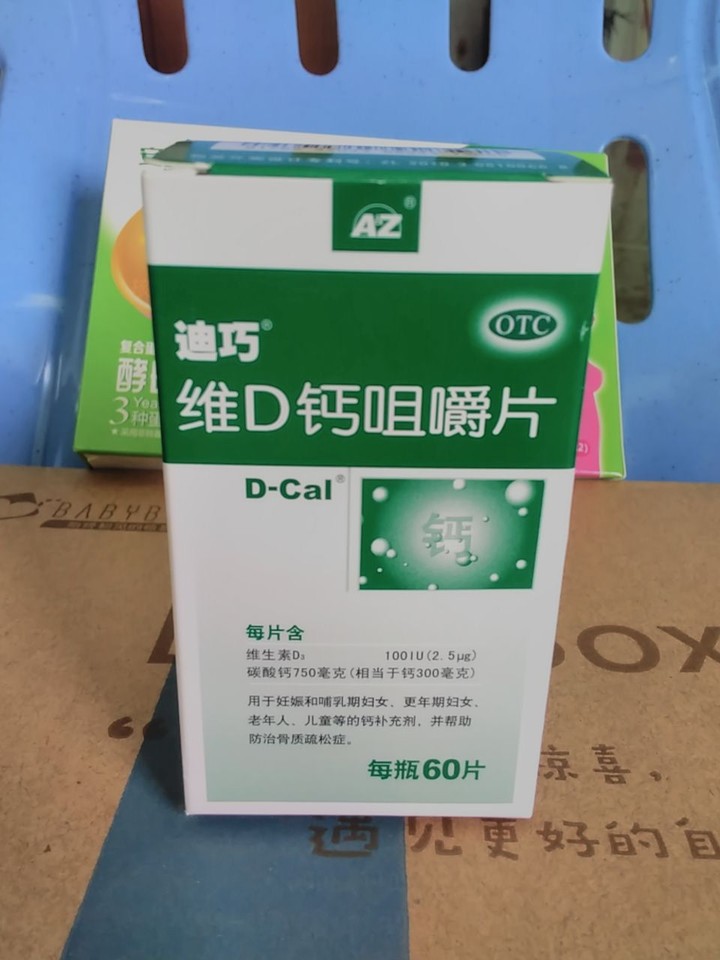 AZ®
迪巧®
OTC
维D钙咀嚼片
D-Cal®
钙
每片含
维生素D₃ 100IU(2.5μg)
碳酸钙750毫克(相当于钙300毫克)
用于妊娠和哺乳期妇女、更年期妇女、
老年人、儿童等的钙补充剂、并帮助
防治骨质疏松症。
每瓶60片
复合
酵
Yea
3种
BABYB
OX
惊喜,
遇见更好的自